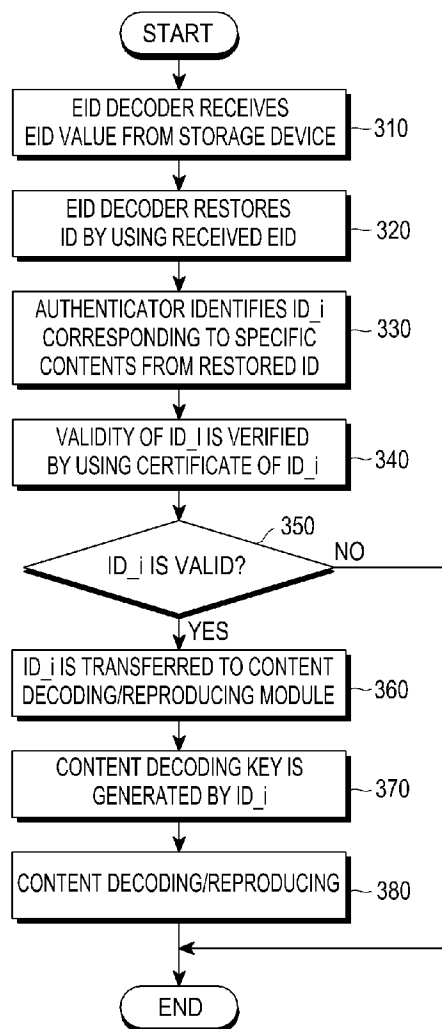 START
EID DECODER RECEIVES
EID VALUE FROM STORAGE DEVICE
310
EID DECODER RESTORES
ID BY USING RECEIVED EID
320
AUTHENTICATOR IDENTIFIES ID_i
CORRESPONDING TO SPECIFIC
CONTENTS FROM RESTORED ID
330
VALIDITY OF ID_I IS VERIFIED
BY USING CERTIFICATE OF ID_i
340
350
ID_i IS VALID?
NO
YES
ID_i IS TRANSFERRED TO CONTENT
DECODING/REPRODUCING MODULE
360
CONTENT DECODING KEY IS
GENERATED BY ID_i
370
CONTENT DECODING/REPRODUCING
380
END